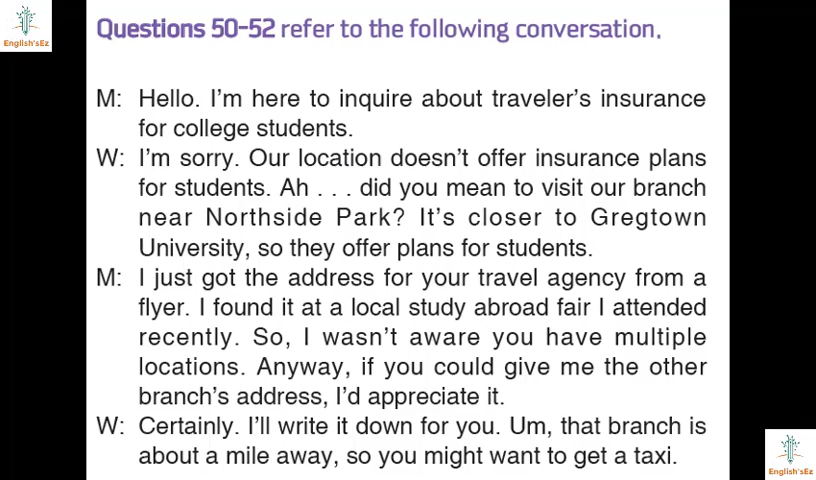 English'sEz
Questions 50-52 refer to the following conversation.
M: Hello. I'm here to inquire about traveler's insurance
for college students.
W: I'm sorry. Our location doesn't offer insurance plans
for students. Ah . . . did you mean to visit our branch
near Northside Park? It's closer to Gregtown
University, so they offer plans for students.
M: I just got the address for your travel agency from a
flyer. I found it at a local study abroad fair I attended
recently. So, I wasn't aware you have multiple
locations. Anyway, if you could give me the other
branch's address, I'd appreciate it.
W: Certainly. I'll write it down for you. Um, that branch is
about a mile away, so you might want to get a taxi.
English'sEz